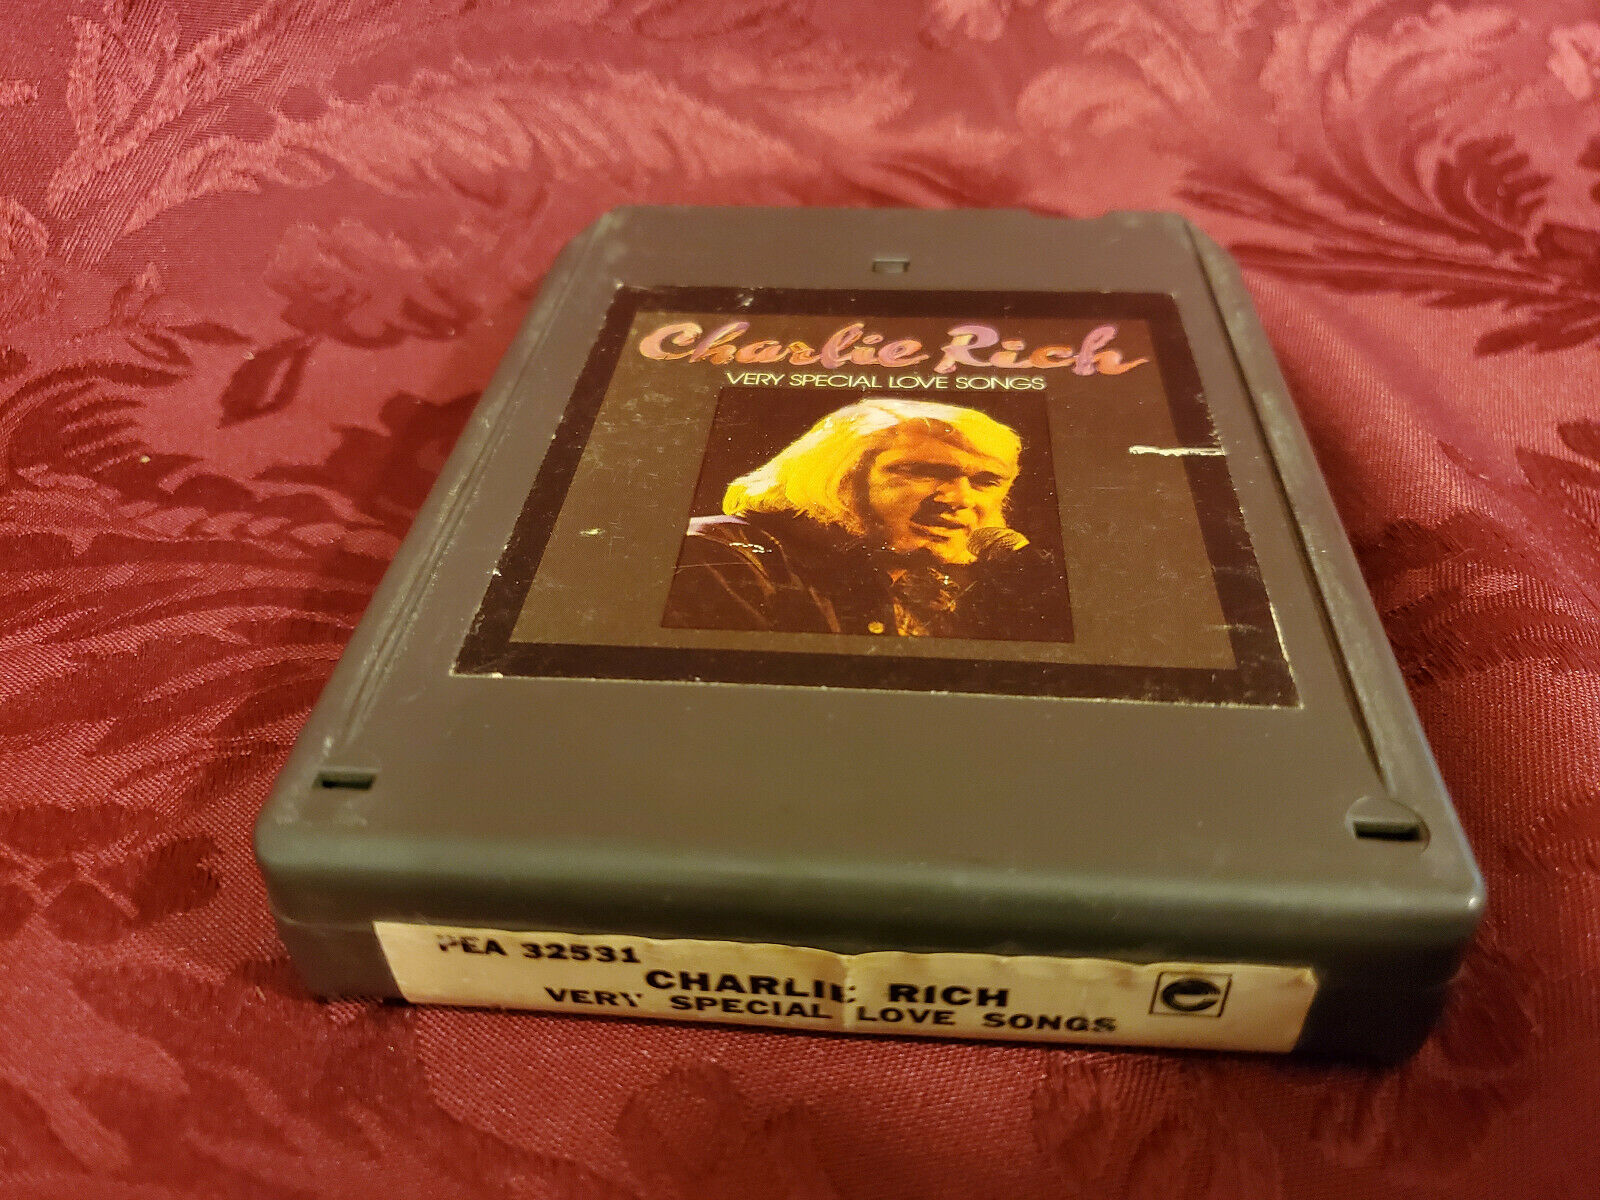 Charlie Rich
VERY SPECIAL LOVE SONGS
PEA 32531
CHARLIE RICH
VERY SPECIAL LOVE SONGS